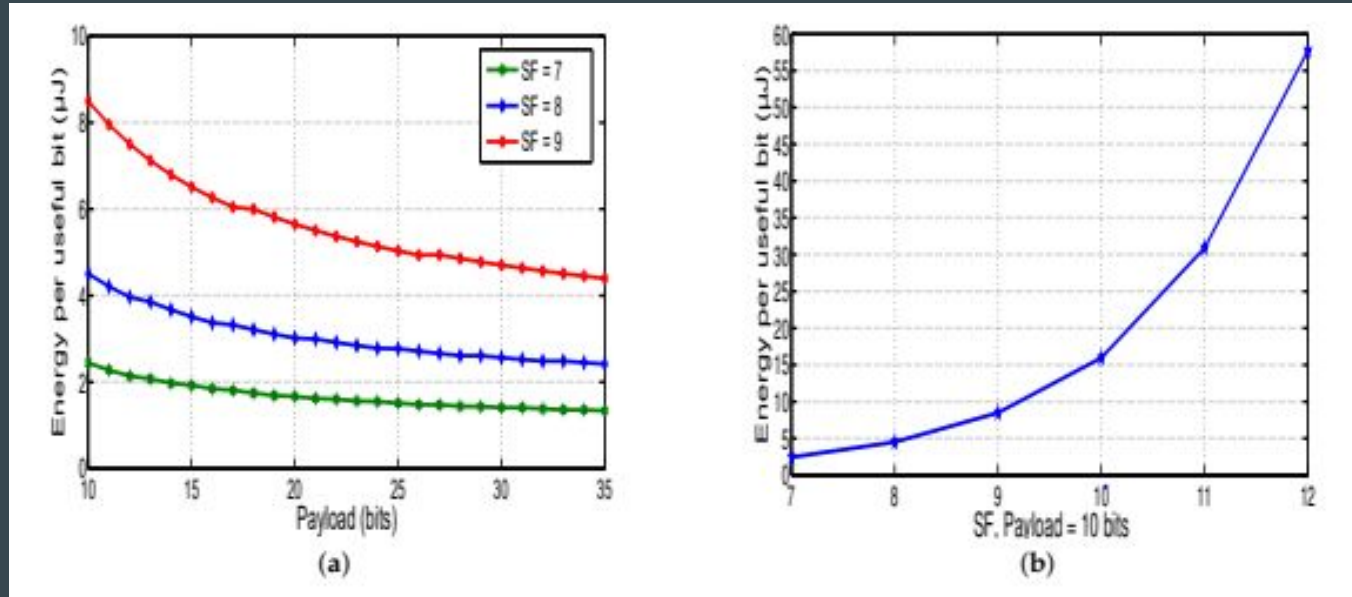 Energy per useful bit (μJ)
10
8
6
4
2
0
SF = 7
SF = 8
SF = 9
10 15 20 25 30 35
Payload (bits)
(a)
Energy per useful bit (μJ)
60
55
50
45
40
35
30
25
20
15
10
5
0
7 8 9 10 11 12
SF, Payload = 10 bits
(b)